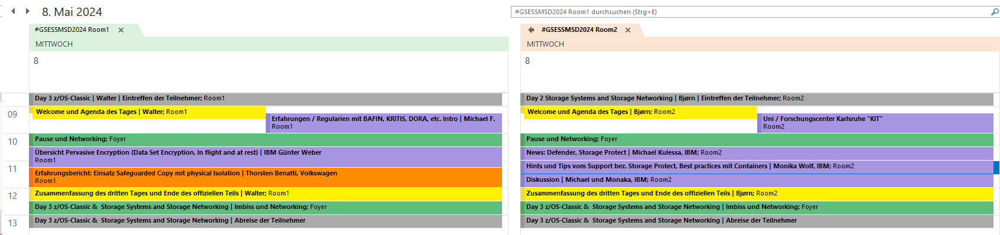 8. Mai 2024
#GSESSMSD2024 Room1 durchsuchen (Strg+E)
#GSESSMSD2024 Room1
MITTWOCH
8
09
10
11
12
13
Day 3 z/OS-Classic | Walter | Eintreffen der Teilnehmer; Room1
Welcome und Agenda des Tages | Walter; Room1
Erfahrungen / Regularien mit BAFIN, KRITIS, DORA, etc. Intro | Michael F.
Room1
Pause und Networking; Foyer
Übersicht Pervasive Encryption (Data Set Encryption, In flight and at rest) | IBM Günter Weber
Room1
Erfahrungsbericht: Einsatz Safeguarded Copy mit physical Isolation | Thorsten Benatti, Volkswagen
Room1
Zusammenfassung des dritten Tages und Ende des offiziellen Teils | Walter; Room1
Day 3 z/OS-Classic &  Storage Systems and Storage Networking | Imbiss und Networking; Foyer
Day 3 z/OS-Classic &  Storage Systems and Storage Networking | Abreise der Teilnehmer
#GSESSMSD2024 Room2
MITTWOCH
8
Day 2 Storage Systems and Storage Networking | Bjørn | Eintreffen der Teilnehmer; Room2
Welcome und Agenda des Tages | Bjørn; Room2
Uni / Forschungscenter Karlsruhe “KIT”
Room2
Pause und Networking; Foyer
News: Defender, Storage Protect | Michael Kulessa, IBM; Room2
Hints und Tips vom Support bez. Storage Protect, Best practices mit Containers | Monika Wolf, IBM; Room2
Diskussion | Michael und Monaka, IBM; Room2
Zusammenfassung des dritten Tages und Ende des offiziellen Teils | Bjørn; Room2
Day 3 z/OS-Classic &  Storage Systems and Storage Networking | Imbiss und Networking; Foyer
Day 3 z/OS-Classic &  Storage Systems and Storage Networking | Abreise der Teilnehmer